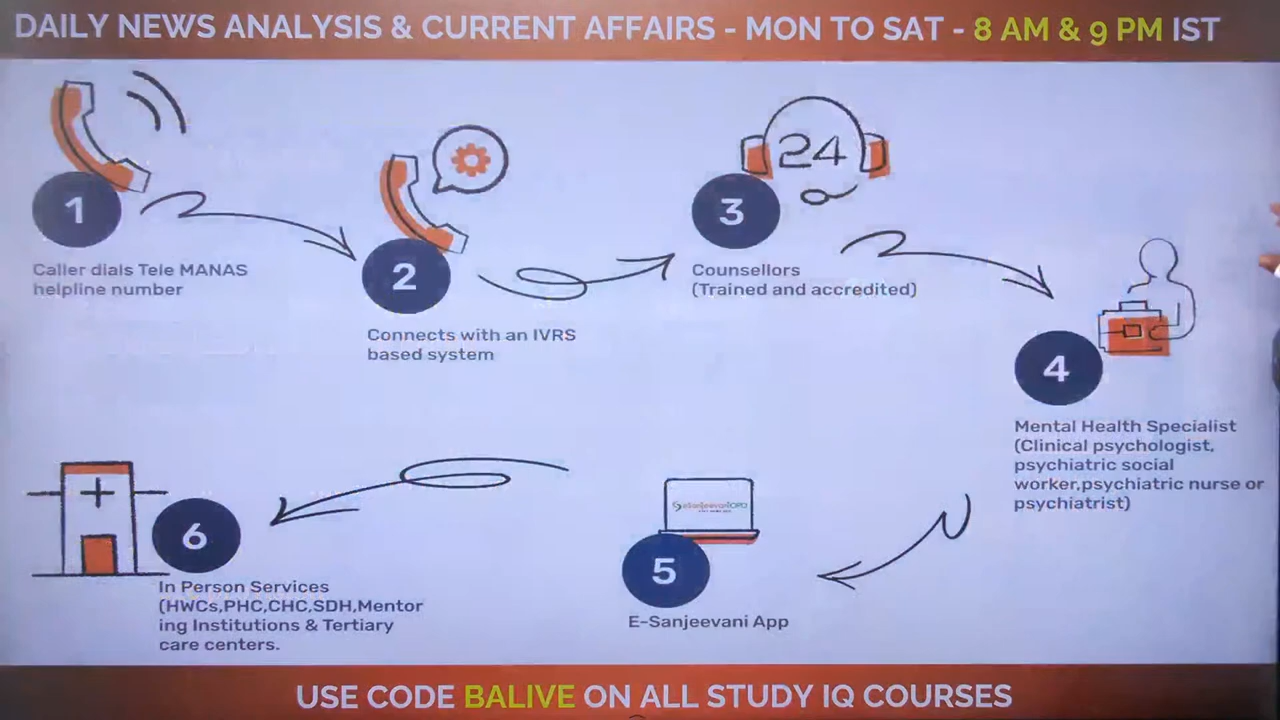 DAILY NEWS ANALYSIS & CURRENT AFFAIRS - MON TO SAT - 8 AM & 9 PM IST
24
1
2
3
Caller dials Tele MANAS
helpline number
Connects with an IVRS
based system
Counsellors
(Trained and accredited)
4
Mental Health Specialist
(Clinical psychologist,
psychiatric social
worker,psychiatric nurse or
psychiatrist)
eSanjeevaniOPD
5
E-Sanjeevani App
6
In Person Services
(HWCs,PHC,CHC,SDH,Mentor
ing Institutions & Tertiary
care centers.
USE CODE BALIVE ON ALL STUDY IQ COURSES